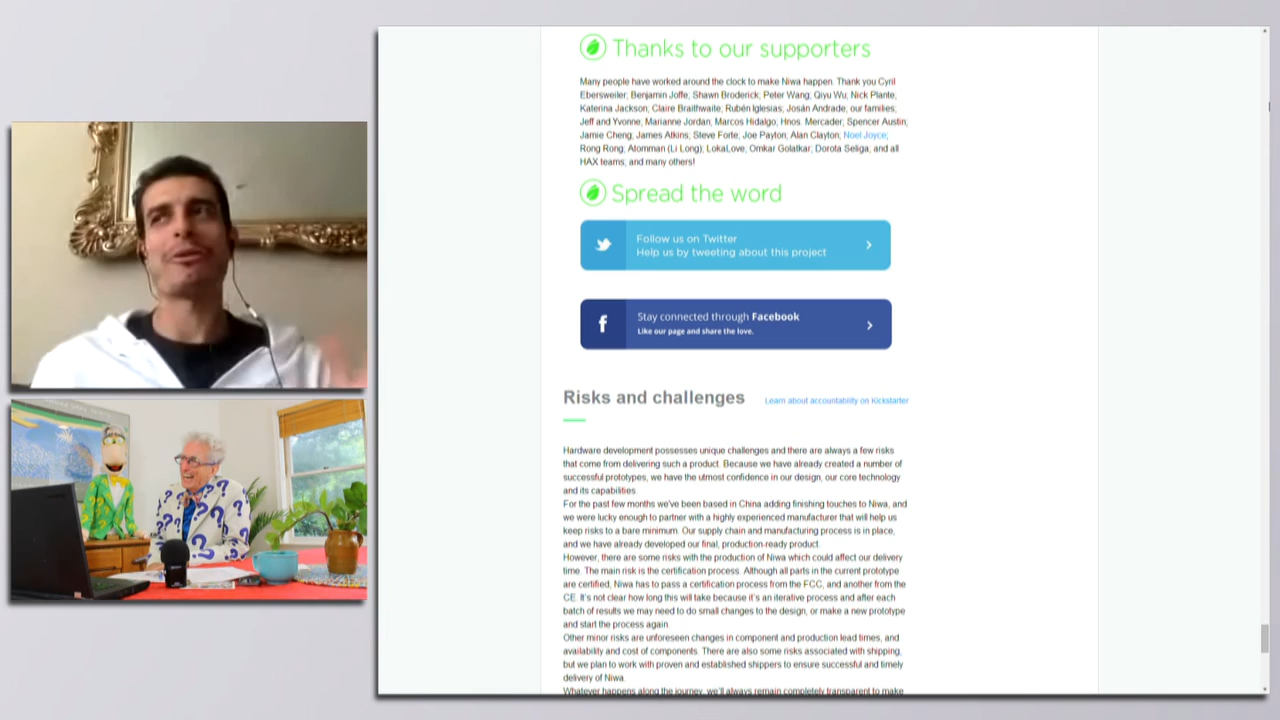 Thanks to our supporters
Many people have worked around the clock to make Niwa happen. Thank you Cyril
Ebersweiler; Benjamin Joffe; Shawn Broderick; Peter Wang; Qiyu Wu; Nick Plante;
Katerina Jackson; Claire Braithwaite; Rubén Iglesias; Josán Andrade, our families;
Jeff and Yvonne; Marianne Jordan; Marcos Hidalgo; Hnos. Mercader; Spencer Austin;
Jamie Cheng; James Atkins; Steve Forte; Joe Payton; Alan Clayton; Noel Joyce;
Rong Rong; Atomman (Li Long); LokaLove; Omkar Golatkar; Dorota Seliga; and all
HAX teams; and many others!
Spread the word
Follow us on Twitter
Help us by tweeting about this project
Stay connected through Facebook
Like our page and share the love.
Risks and challenges
Learn about accountability on Kickstarter
Hardware development possesses unique challenges and there are always a few risks
that come from delivering such a product. Because we have already created a number of
successful prototypes, we have the utmost confidence in our design, our core technology
and its capabilities.
For the past few months we've been based in China adding finishing touches to Niwa, and
we were lucky enough to partner with a highly experienced manufacturer that will help us
keep risks to a bare minimum. Our supply chain and manufacturing process is in place,
and we have already developed our final, production-ready product.
However, there are some risks with the production of Niwa which could affect our delivery
time. The main risk is the certification process. Although all parts in the current prototype
are certified, Niwa has to pass a certification process from the FCC, and another from the
CE. It's not clear how long this will take because it's an iterative process and after each
batch of results we may need to do small changes to the design, or make a new prototype
and start the process again.
Other minor risks are unforeseen changes in component and production lead times, and
availability and cost of components. There are also some risks associated with shipping,
but we plan to work with proven and established shippers to ensure successful and timely
delivery of Niwa.
Whatever happens along the journey, we'll always remain completely transparent to make